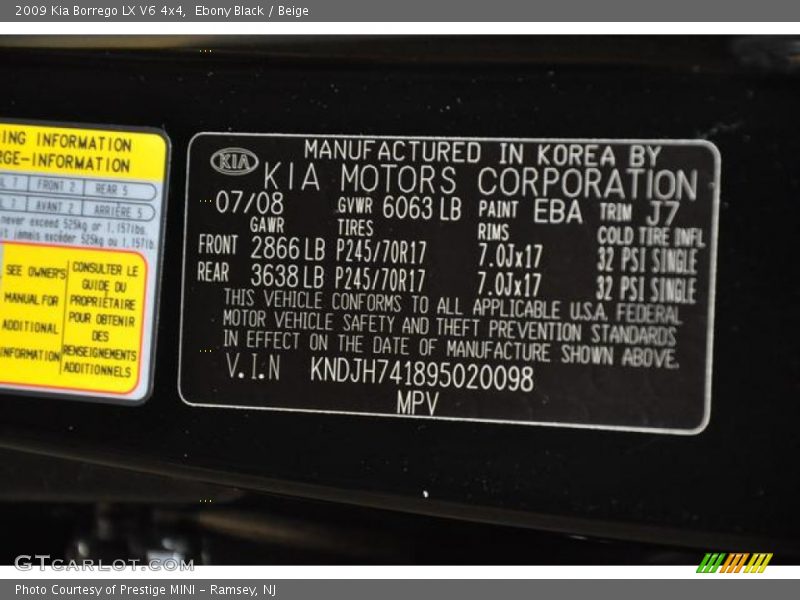 2009 Kia Borrego LX V6 4x4, Ebony Black / Beige
ING INFORMATION
RGE-INFORMATION
FRONT 2 REAR 5
AVANT 2 ARRIÈRE 5
never exceed 525kg or 1,157lbs.
jamais excéder 525kg ou 1,157lb.
SEE OWNER'S
MANUAL FOR
ADDITIONAL
INFORMATION
CONSULTER LE
GUIDE DU
PROPRIÉTAIRE
POUR OBTENIR
DES
RENSEIGNEMENTS
ADDITIONNELS
KIA
MANUFACTURED IN KOREA BY
KIA MOTORS CORPORATION
07/08 GVWR 6063 LB PAINT EBA TRIM J7
GAWR TIRES RIMS COLD TIRE INFL
FRONT 2866 LB P245/70R17 7.0Jx17 32 PSI SINGLE
REAR 3638 LB P245/70R17 7.0Jx17 32 PSI SINGLE
THIS VEHICLE CONFORMS TO ALL APPLICABLE U.S.A. FEDERAL
MOTOR VEHICLE SAFETY AND THEFT PREVENTION STANDARDS
IN EFFECT ON THE DATE OF MANUFACTURE SHOWN ABOVE.
V.I.N KNDJH741895020098
MPV
GTCARLOT.COM
Photo Courtesy of Prestige MINI - Ramsey, NJ